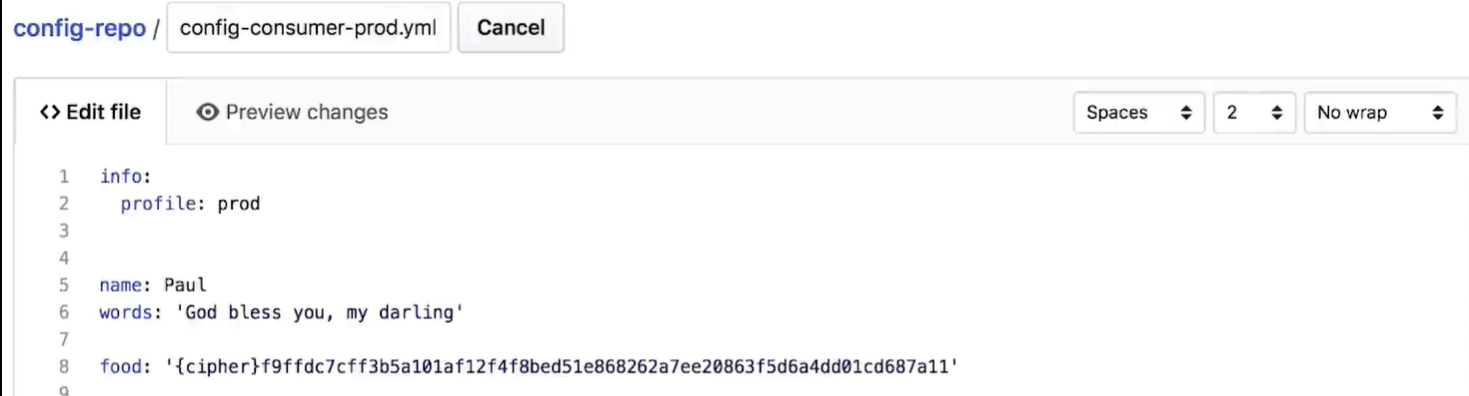 config-repo / config-consumer-prod.yml Cancel
<> Edit file Preview changes Spaces 2 No wrap
1 info:
2   profile: prod
3
4
5 name: Paul
6 words: 'God bless you, my darling'
7
8 food: '{cipher}f9ffdc7cff3b5a101af12f4f8bed51e868262a7ee20863f5d6a4dd01cd687a11'
9